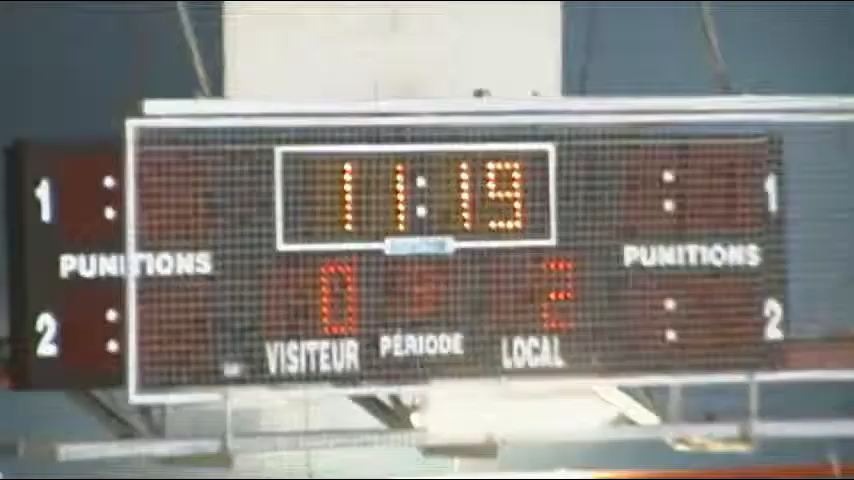 11:19
1 : : 1
PUNITIONS PUNITIONS
0 2
2 : : 2
VISITEUR PÉRIODE LOCAL